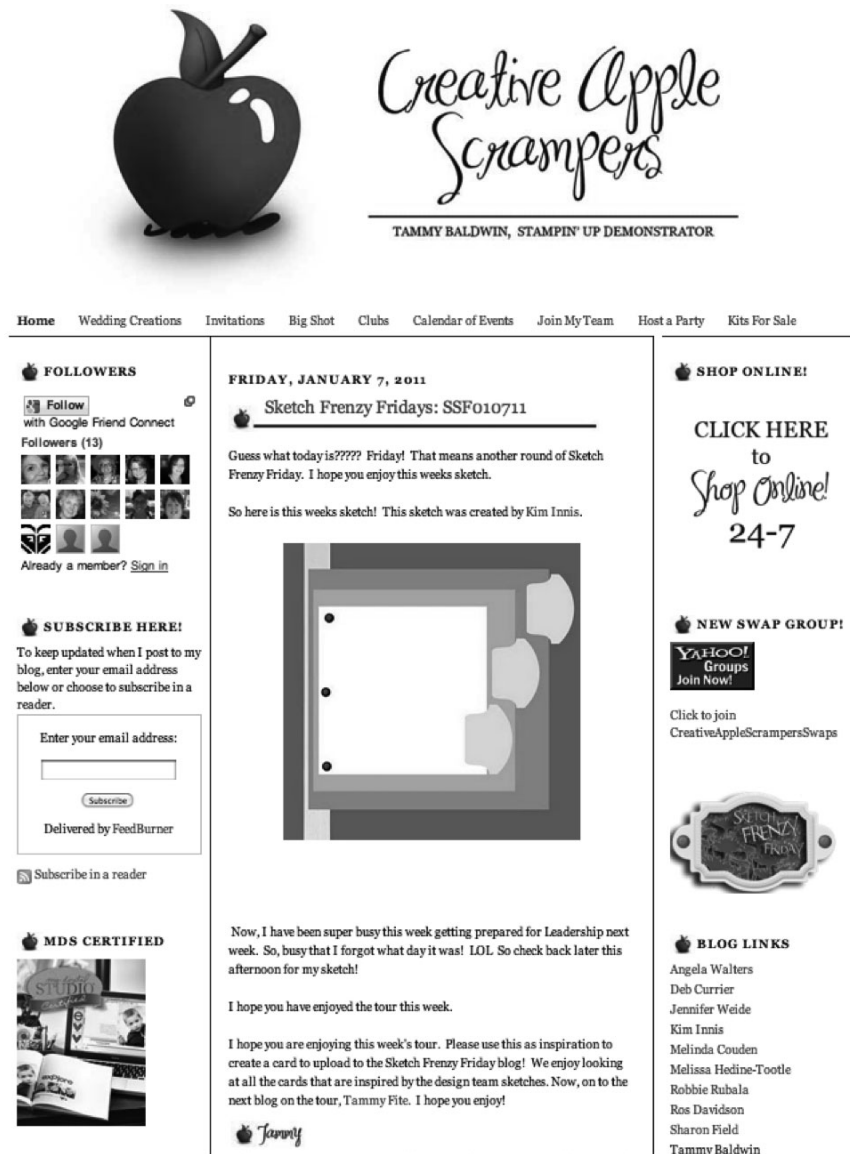 Creative Apple
Scrampers
TAMMY BALDWIN, STAMPIN' UP DEMONSTRATOR
Home Wedding Creations Invitations Big Shot Clubs Calendar of Events Join My Team Host a Party Kits For Sale
FOLLOWERS
Follow
with Google Friend Connect
Followers (13)
Already a member? Sign in
SUBSCRIBE HERE!
To keep updated when I post to my
blog, enter your email address
below or choose to subscribe in a
reader.
Enter your email address:
Subscribe
Delivered by FeedBurner
Subscribe in a reader
MDS CERTIFIED
my digital
STUDIO
certified
explore
FRIDAY, JANUARY 7, 2011
Sketch Frenzy Fridays: SSF010711
Guess what today is????? Friday! That means another round of Sketch
Frenzy Friday. I hope you enjoy this weeks sketch.
So here is this weeks sketch! This sketch was created by Kim Innis.
Now, I have been super busy this week getting prepared for Leadership next
week. So, busy that I forgot what day it was! LOL So check back later this
afternoon for my sketch!
I hope you have enjoyed the tour this week.
I hope you are enjoying this week's tour. Please use this as inspiration to
create a card to upload to the Sketch Frenzy Friday blog! We enjoy looking
at all the cards that are inspired by the design team sketches. Now, on to the
next blog on the tour, Tammy Fite. I hope you enjoy!
Tammy
SHOP ONLINE!
CLICK HERE
to
Shop Online!
24-7
NEW SWAP GROUP!
YAHOO!
Groups
Join Now!
Click to join
CreativeAppleScrampersSwaps
SKETCH
FRENZY
FRIDAY
BLOG LINKS
Angela Walters
Deb Currier
Jennifer Weide
Kim Innis
Melinda Couden
Melissa Hedine-Tootle
Robbie Rubala
Ros Davidson
Sharon Field
Tammy Baldwin